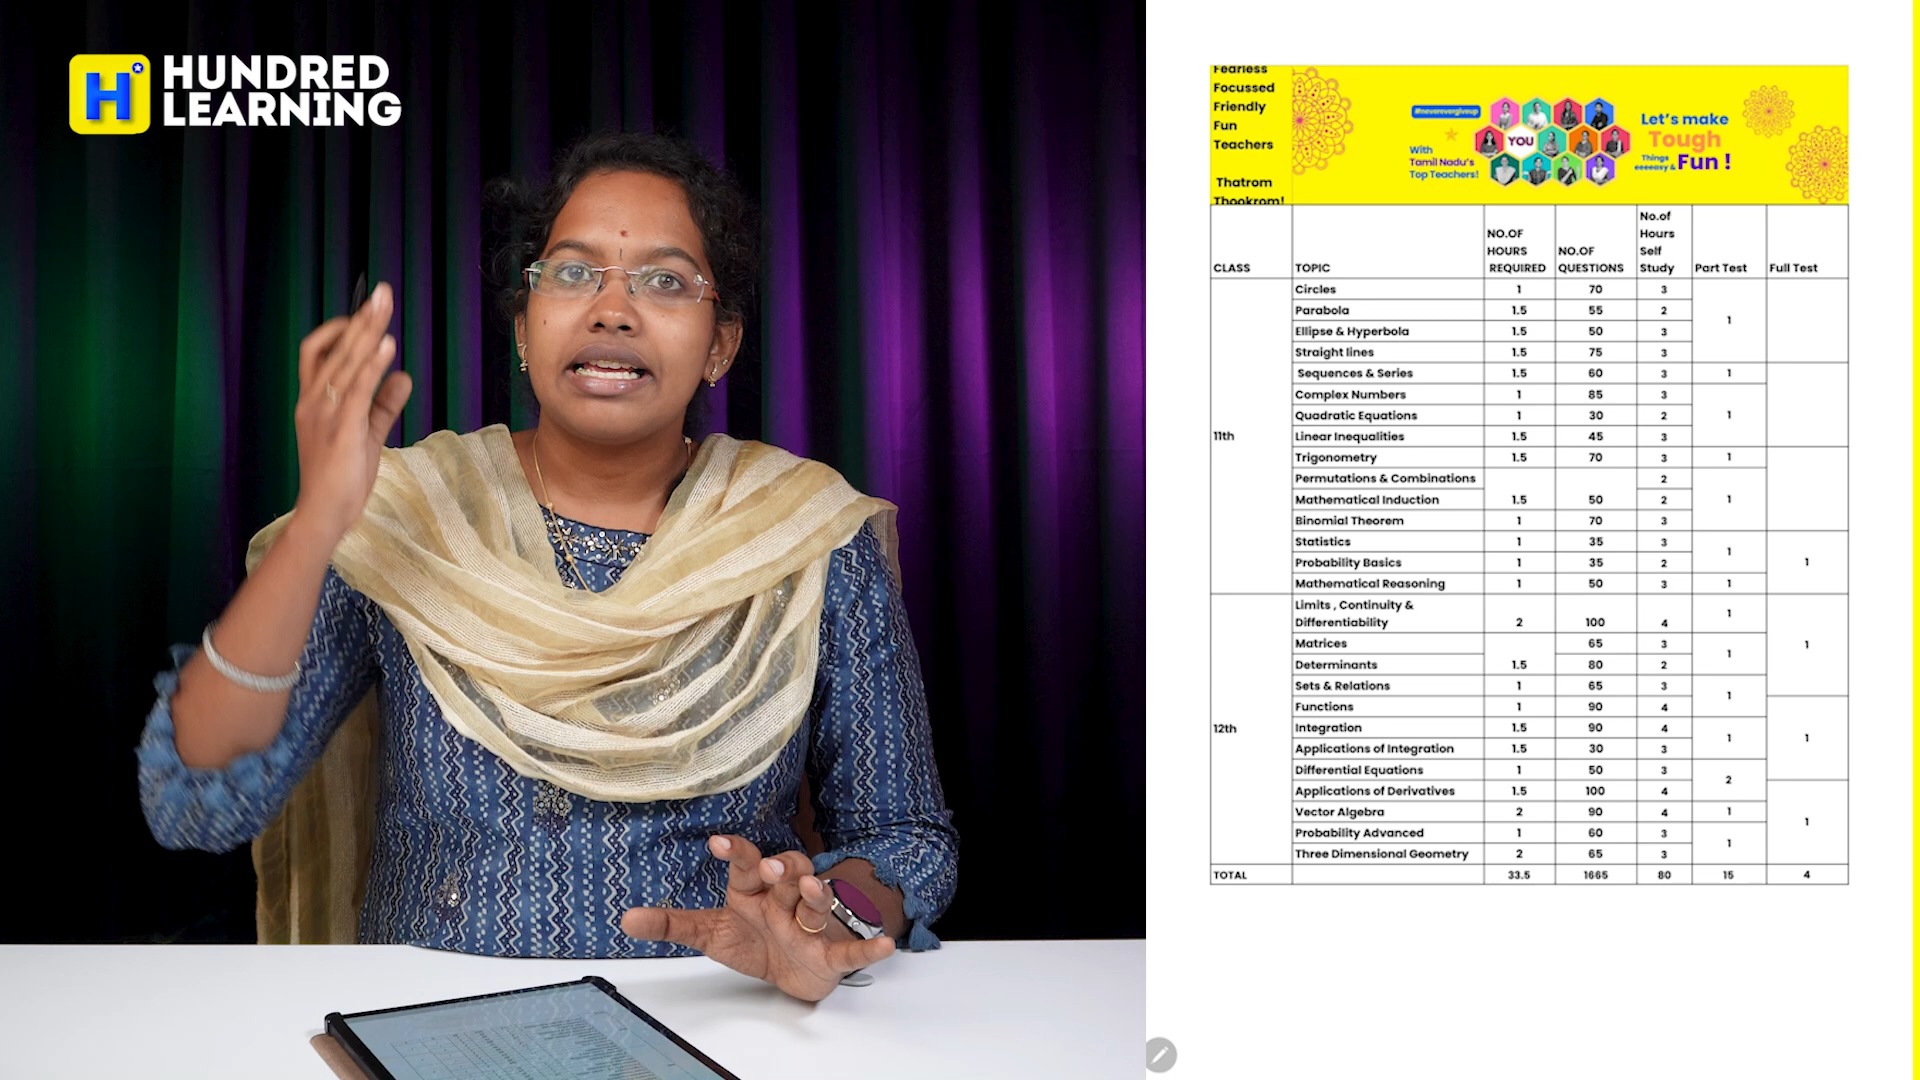 HUNDRED
LEARNING
Fearless
Focussed
Friendly
Fun
Teachers
Thatrom
Thookrom!
#neverevergiveup
With
Tamil Nadu's
Top Teachers!
YOU
Let's make
Tough
Things
eeeeasy & Fun !
CLASS TOPIC NO.OF HOURS REQUIRED NO.OF QUESTIONS No.of Hours Self Study Part Test Full Test
11th
Circles 1 70 3
Parabola 1.5 55 2 1
Ellipse & Hyperbola 1.5 50 3
Straight lines 1.5 75 3
Sequences & Series 1.5 60 3 1
Complex Numbers 1 85 3
Quadratic Equations 1 30 2 1
Linear Inequalities 1.5 45 3
Trigonometry 1.5 70 3 1
Permutations & Combinations 2
Mathematical Induction 1.5 50 2 1
Binomial Theorem 1 70 3
Statistics 1 35 3 1
Probability Basics 1 35 2 1
Mathematical Reasoning 1 50 3 1
12th
Limits , Continuity &
Differentiability 2 100 4 1
Matrices 65 3 1 1
Determinants 1.5 80 2
Sets & Relations 1 65 3 1
Functions 1 90 4
Integration 1.5 90 4 1 1
Applications of Integration 1.5 30 3
Differential Equations 1 50 3 2
Applications of Derivatives 1.5 100 4
Vector Algebra 2 90 4 1 1
Probability Advanced 1 60 3 1
Three Dimensional Geometry 2 65 3
TOTAL 33.5 1665 80 15 4